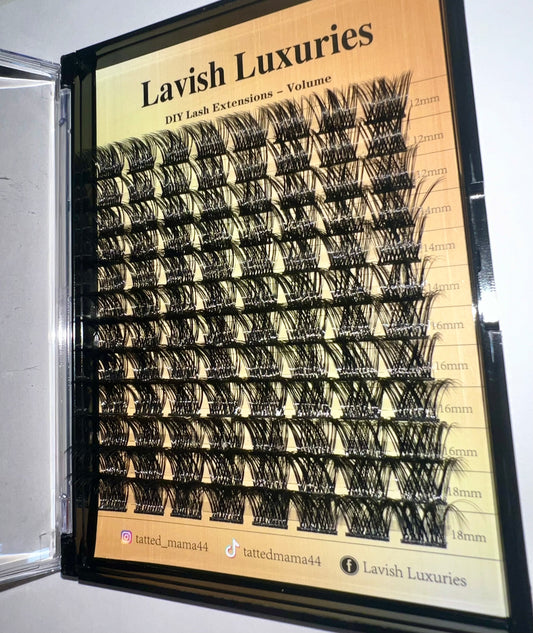 Lavish Luxuries
DIY Lash Extensions – Volume
12mm
12mm
12mm
14mm
14mm
14mm
16mm
16mm
16mm
16mm
18mm
18mm
tatted_mama44 tattedmama44 Lavish Luxuries